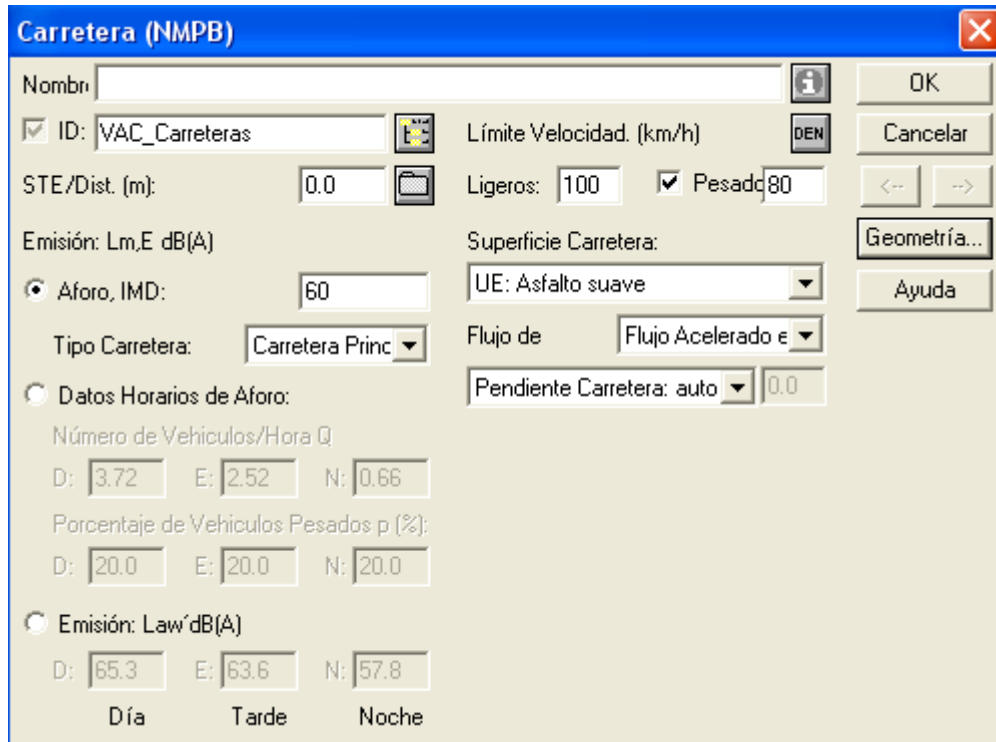 Carretera (NMPB)
Nombre
OK
ID: VAC_Carreteras
Límite Velocidad. (km/h)
DEN
Cancelar
STE/Dist. (m): 0.0
Ligeros: 100
Pesado 80
<-- -->
Emisión: Lm,E dB(A)
Superficie Carretera:
Geometría...
Aforo, IMD: 60
UE: Asfalto suave
Ayuda
Tipo Carretera: Carretera Princ
Flujo de Flujo Acelerado e
Datos Horarios de Aforo:
Pendiente Carretera: auto 0.0
Número de Vehiculos/Hora Q
D: 3.72 E: 2.52 N: 0.66
Porcentaje de Vehiculos Pesados p (%):
D: 20.0 E: 20.0 N: 20.0
Emisión: Law´dB(A)
D: 65.3 E: 63.6 N: 57.8
Día Tarde Noche